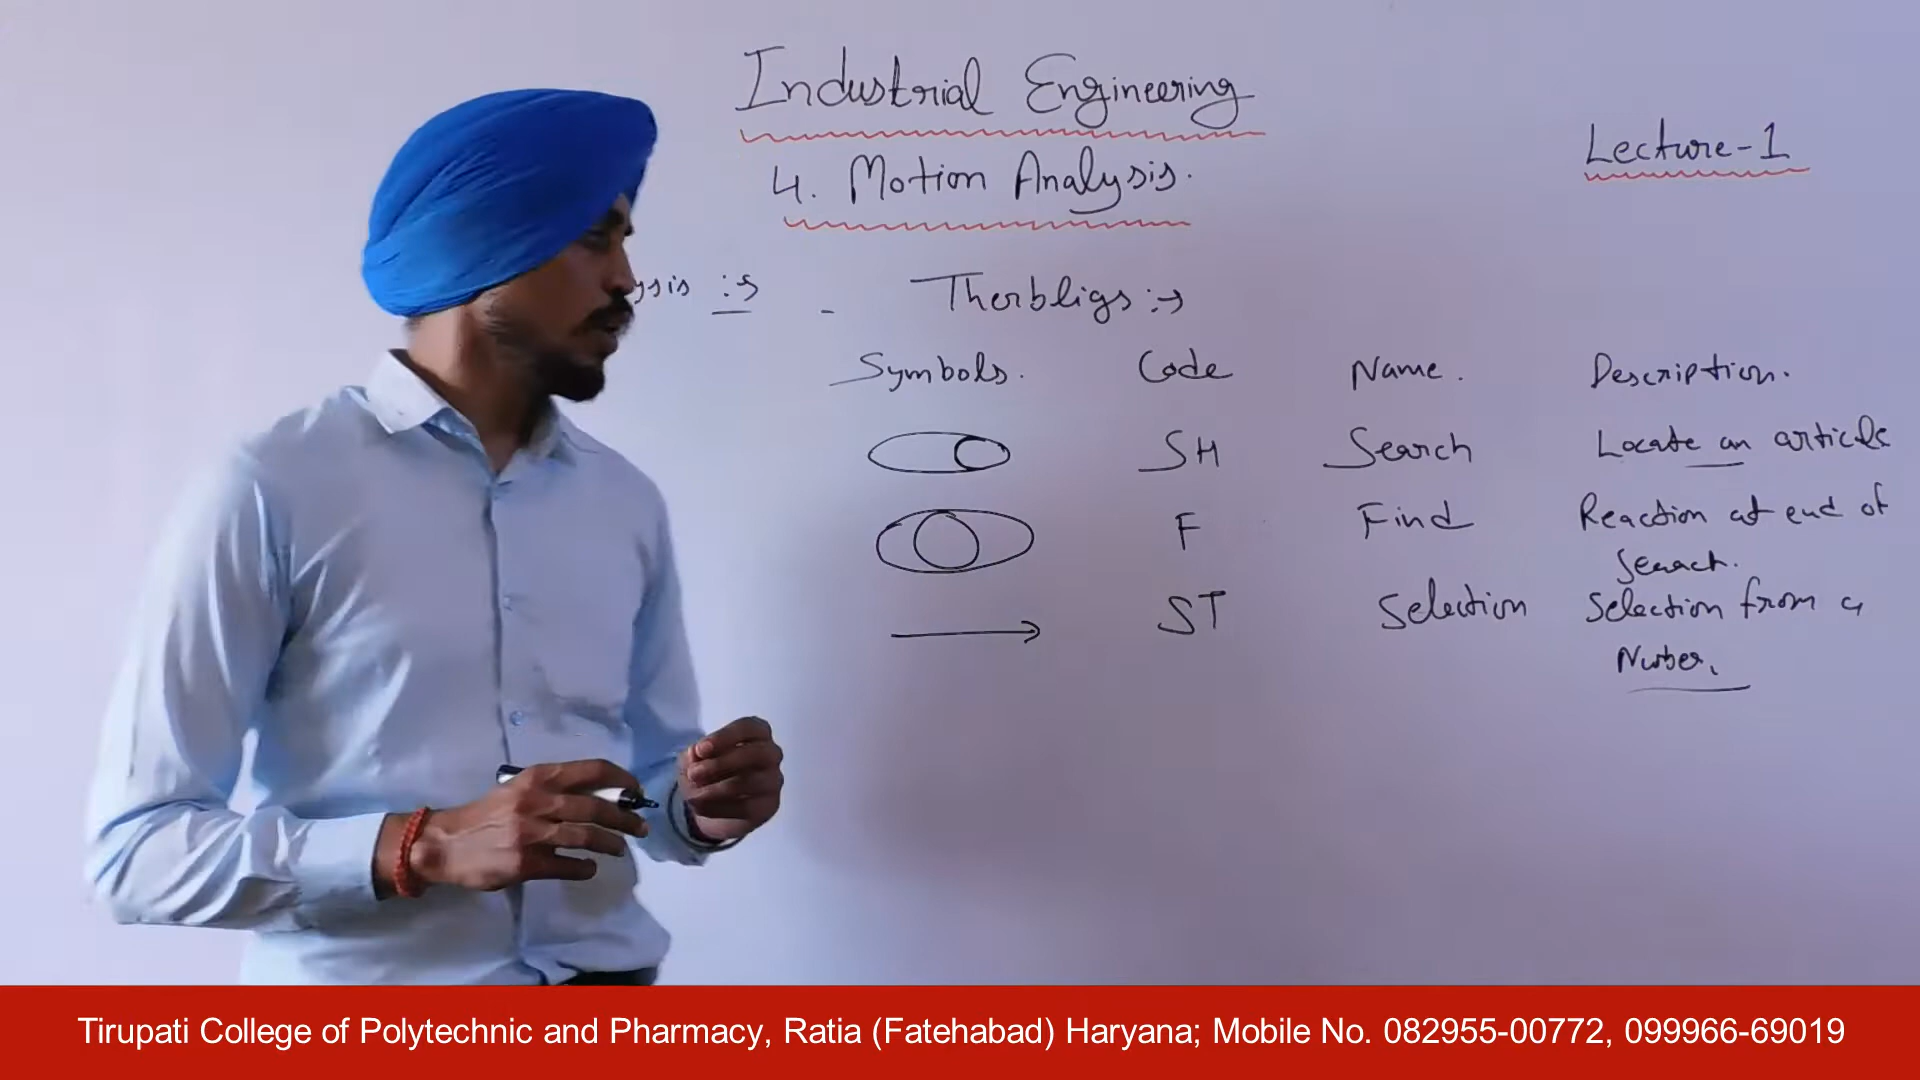 Industrial Engineering
Lecture-1
4. Motion Analysis.
ysis :→
Therbligs :→
Symbols. Code Name. Description.
SH Search Locate an article
F Find Reaction at end of
Search.
ST Selection Selection from a
Number.
Tirupati College of Polytechnic and Pharmacy, Ratia (Fatehabad) Haryana; Mobile No. 082955-00772, 099966-69019